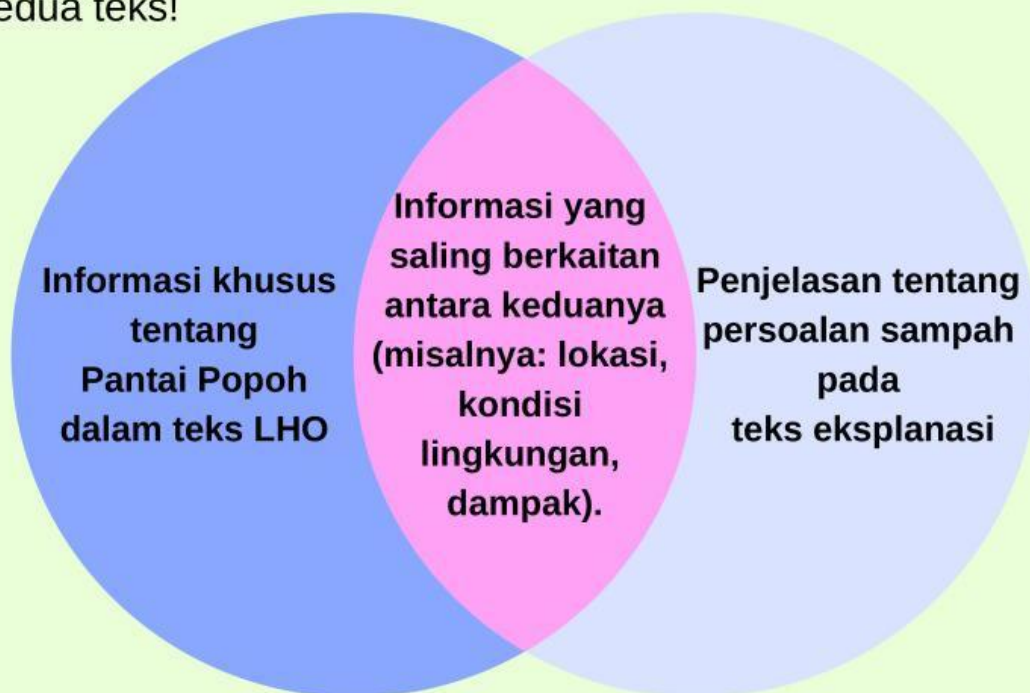 kedua teks!
Informasi khusus
tentang
Pantai Popoh
dalam teks LHO
Informasi yang
saling berkaitan
antara keduanya
(misalnya: lokasi,
kondisi
lingkungan,
dampak).
Penjelasan tentang
persoalan sampah
pada
teks eksplanasi